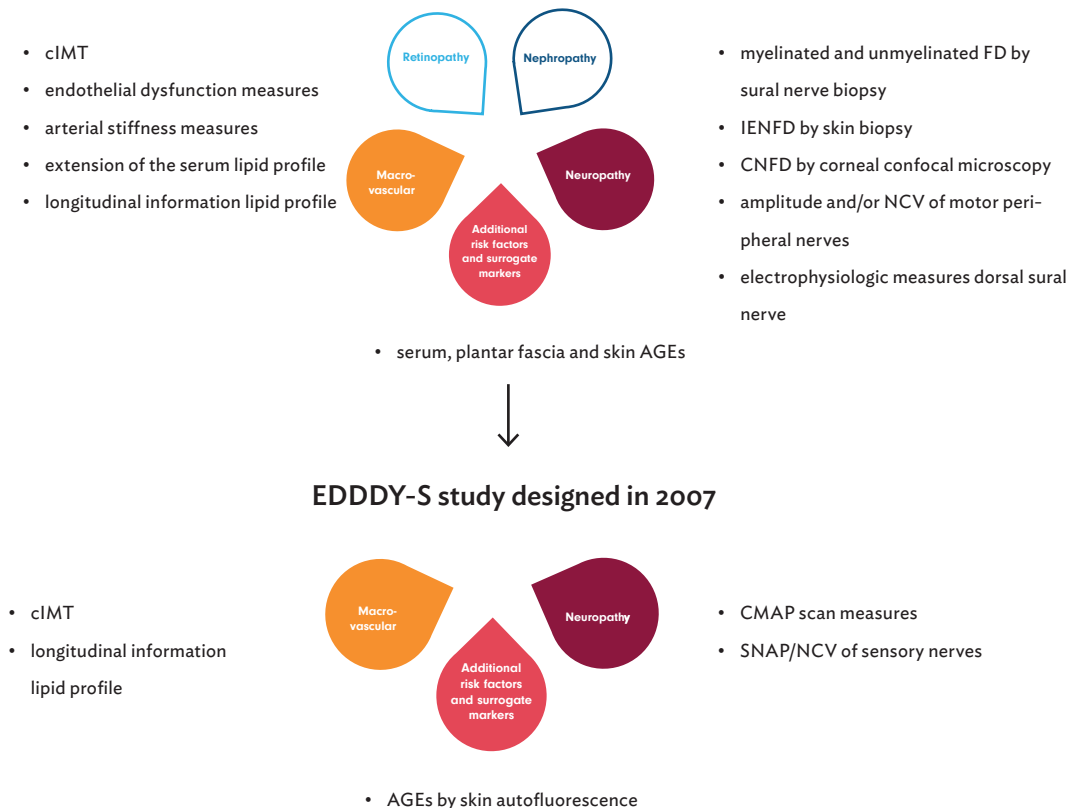 • cIMT
• endothelial dysfunction measures
• arterial stiffness measures
• extension of the serum lipid profile
• longitudinal information lipid profile
Retinopathy
Nephropathy
Macro-
vascular
Neuropathy
Additional
risk factors
and surrogate
markers
• myelinated and unmyelinated FD by
sural nerve biopsy
• IENFD by skin biopsy
• CNFD by corneal confocal microscopy
• amplitude and/or NCV of motor peri-
pheral nerves
• electrophysiologic measures dorsal sural
nerve
• serum, plantar fascia and skin AGEs
EDDDY-S study designed in 2007
• cIMT
• longitudinal information
lipid profile
Macro-
vascular
Neuropathy
Additional
risk factors
and surrogate
markers
• CMAP scan measures
• SNAP/NCV of sensory nerves
• AGEs by skin autofluorescence